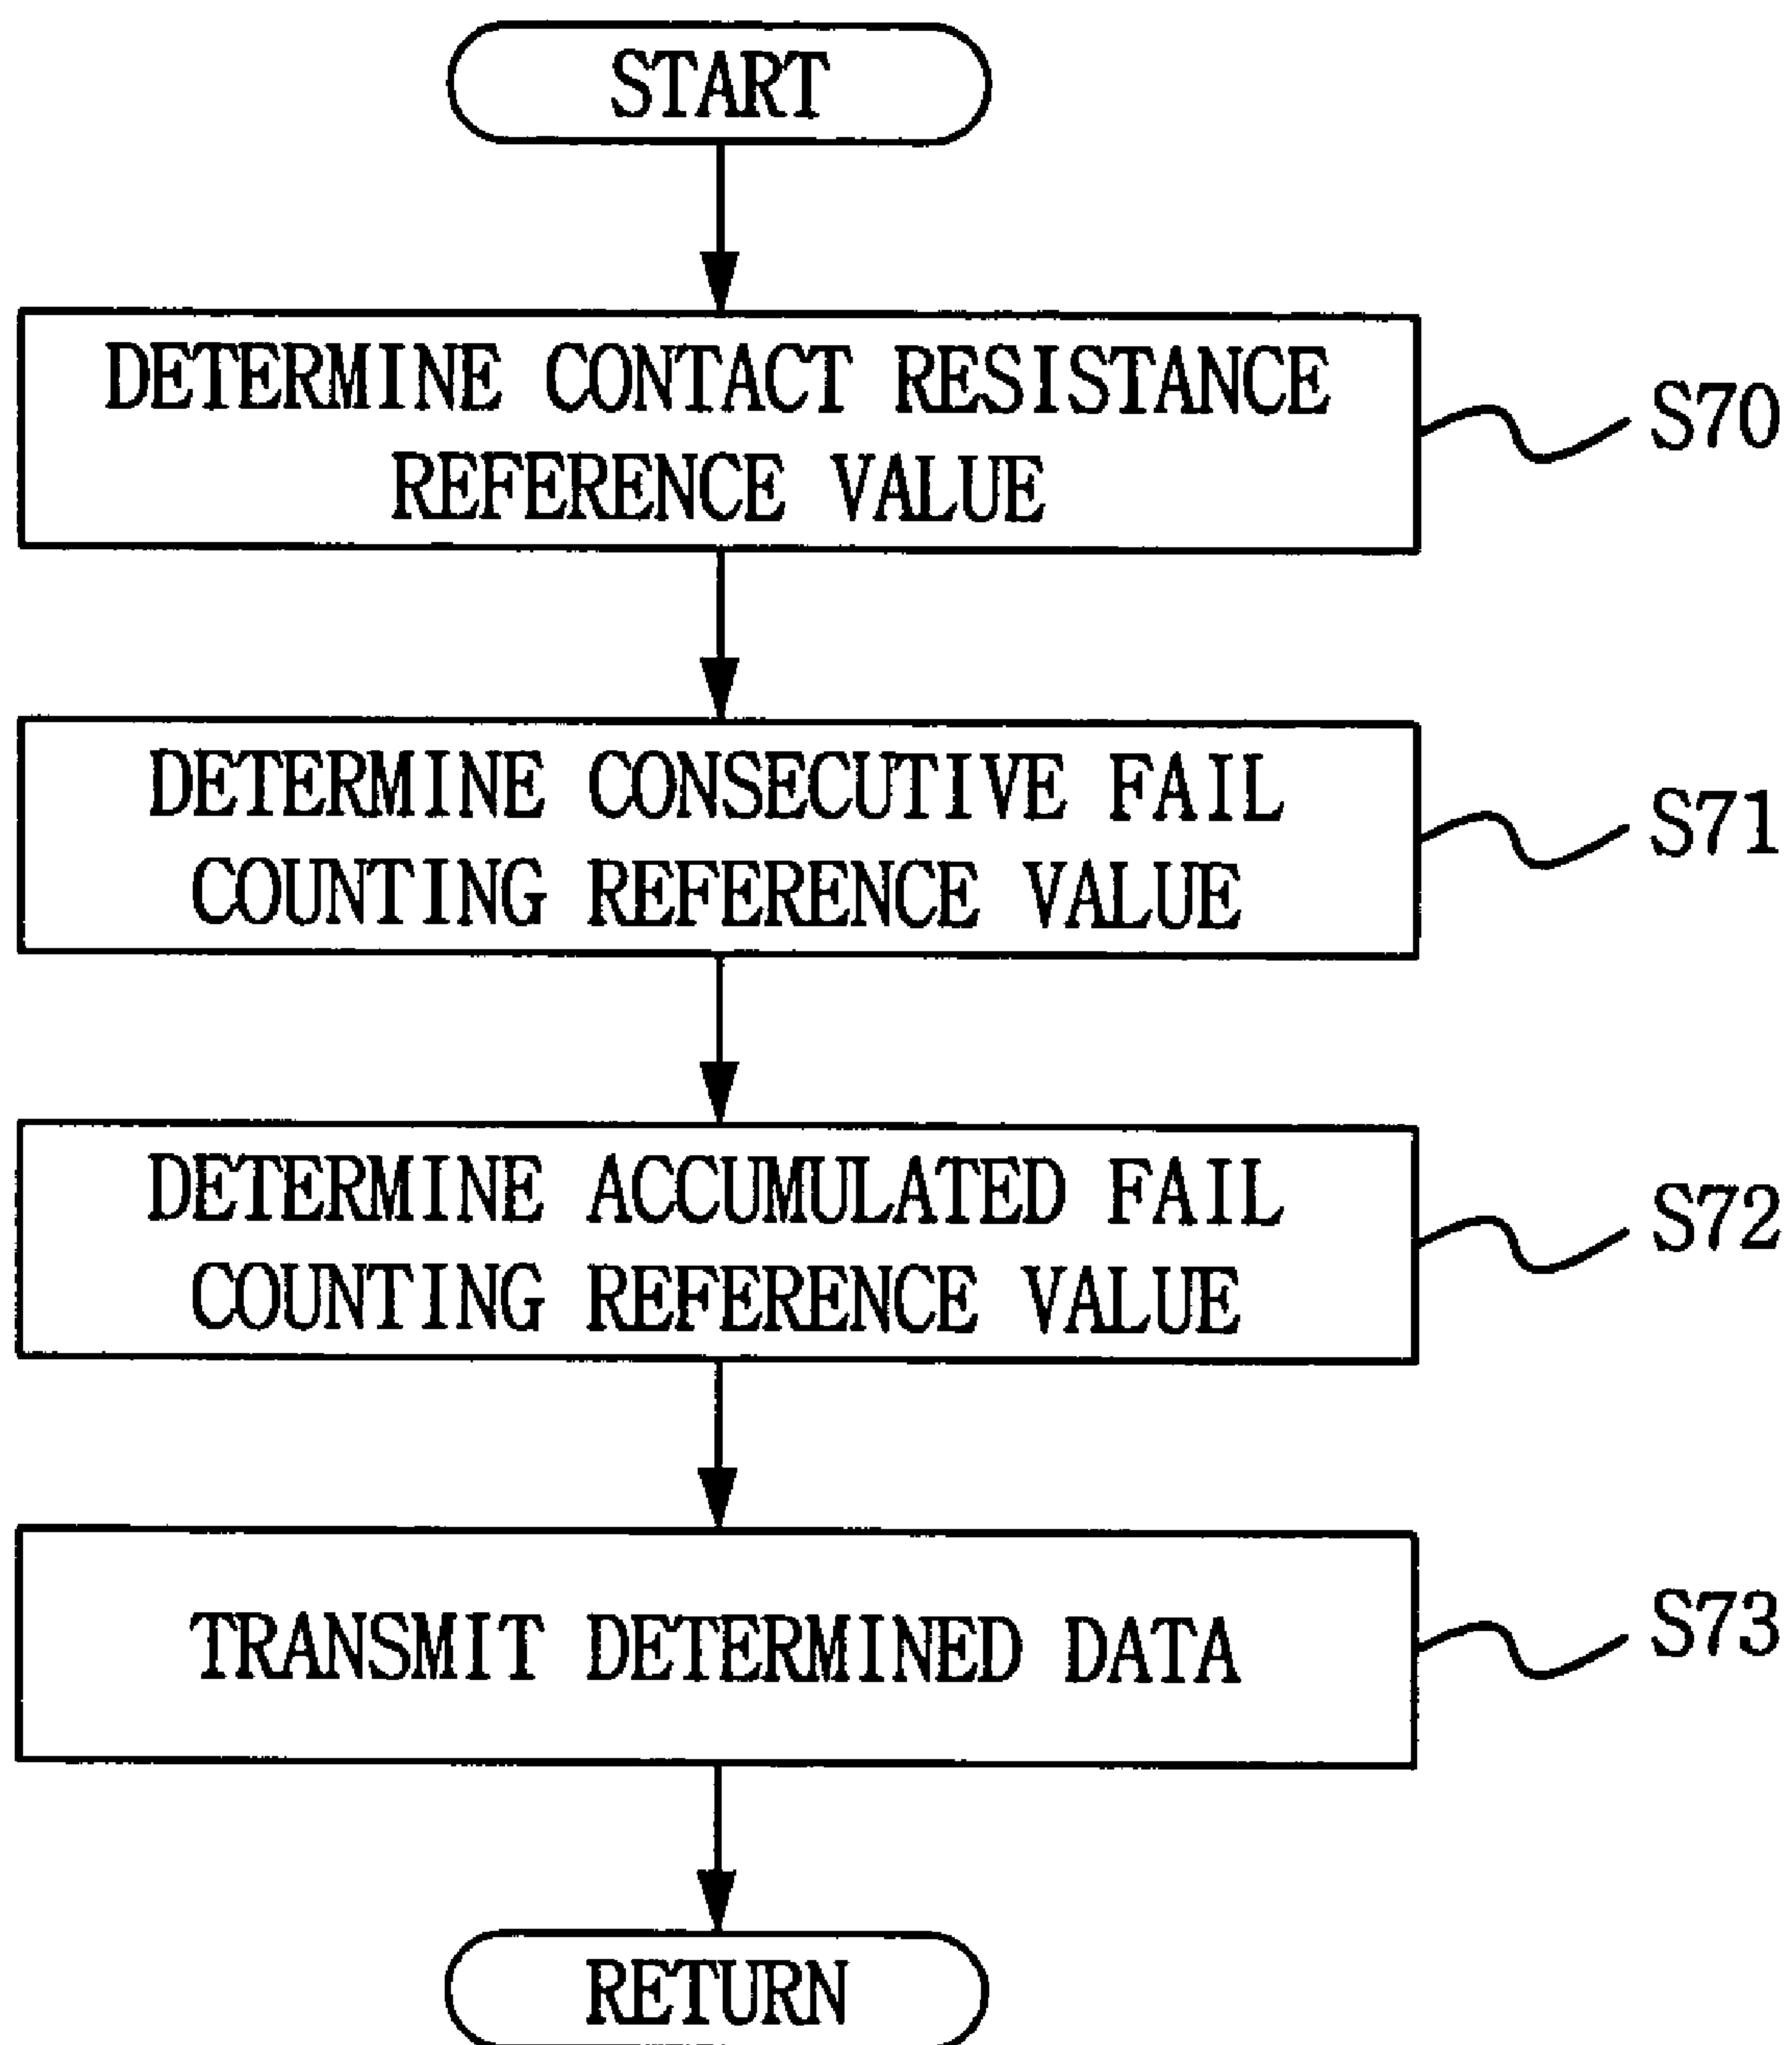 START
DETERMINE CONTACT RESISTANCE
REFERENCE VALUE
S70
DETERMINE CONSECUTIVE FAIL
COUNTING REFERENCE VALUE
S71
DETERMINE ACCUMULATED FAIL
COUNTING REFERENCE VALUE
S72
TRANSMIT DETERMINED DATA
S73
RETURN